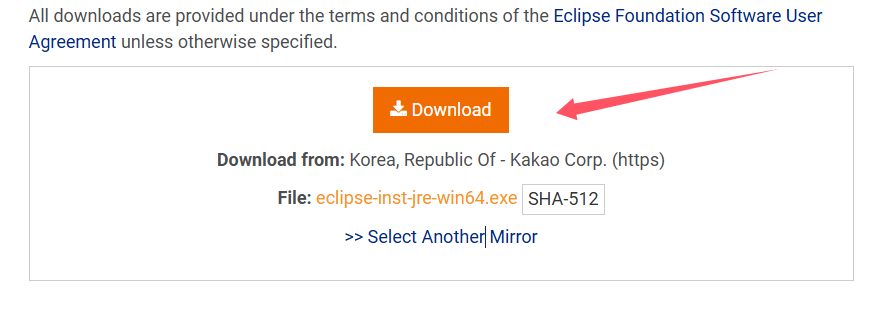 All downloads are provided under the terms and conditions of the Eclipse Foundation Software User
Agreement unless otherwise specified.
Download
Download from: Korea, Republic Of - Kakao Corp. (https)
File: eclipse-inst-jre-win64.exe SHA-512
>> Select Another Mirror